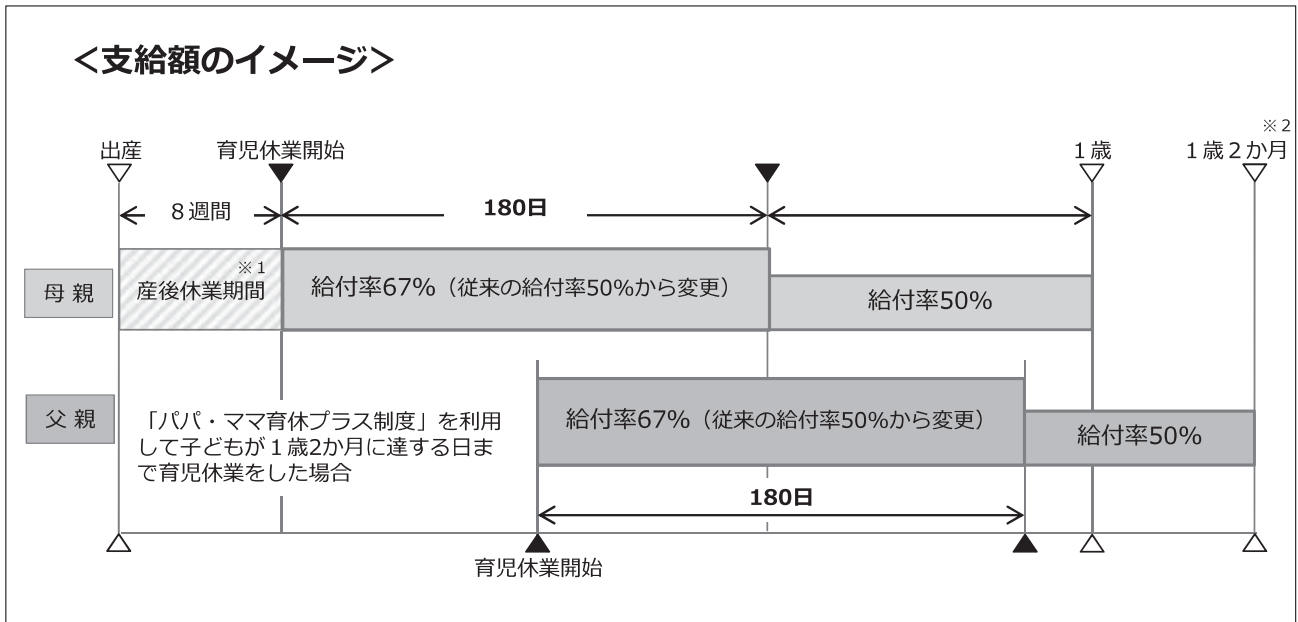 ＜支給額のイメージ＞
※2
出産
育児休業開始
1歳
1歳2か月
8週間
180日
※1
母親
産後休業期間
給付率67%（従来の給付率50%から変更）
給付率50%
父親
「パパ・ママ育休プラス制度」を利用
して子どもが1歳2か月に達する日ま
で育児休業をした場合
給付率67%（従来の給付率50%から変更）
給付率50%
180日
育児休業開始